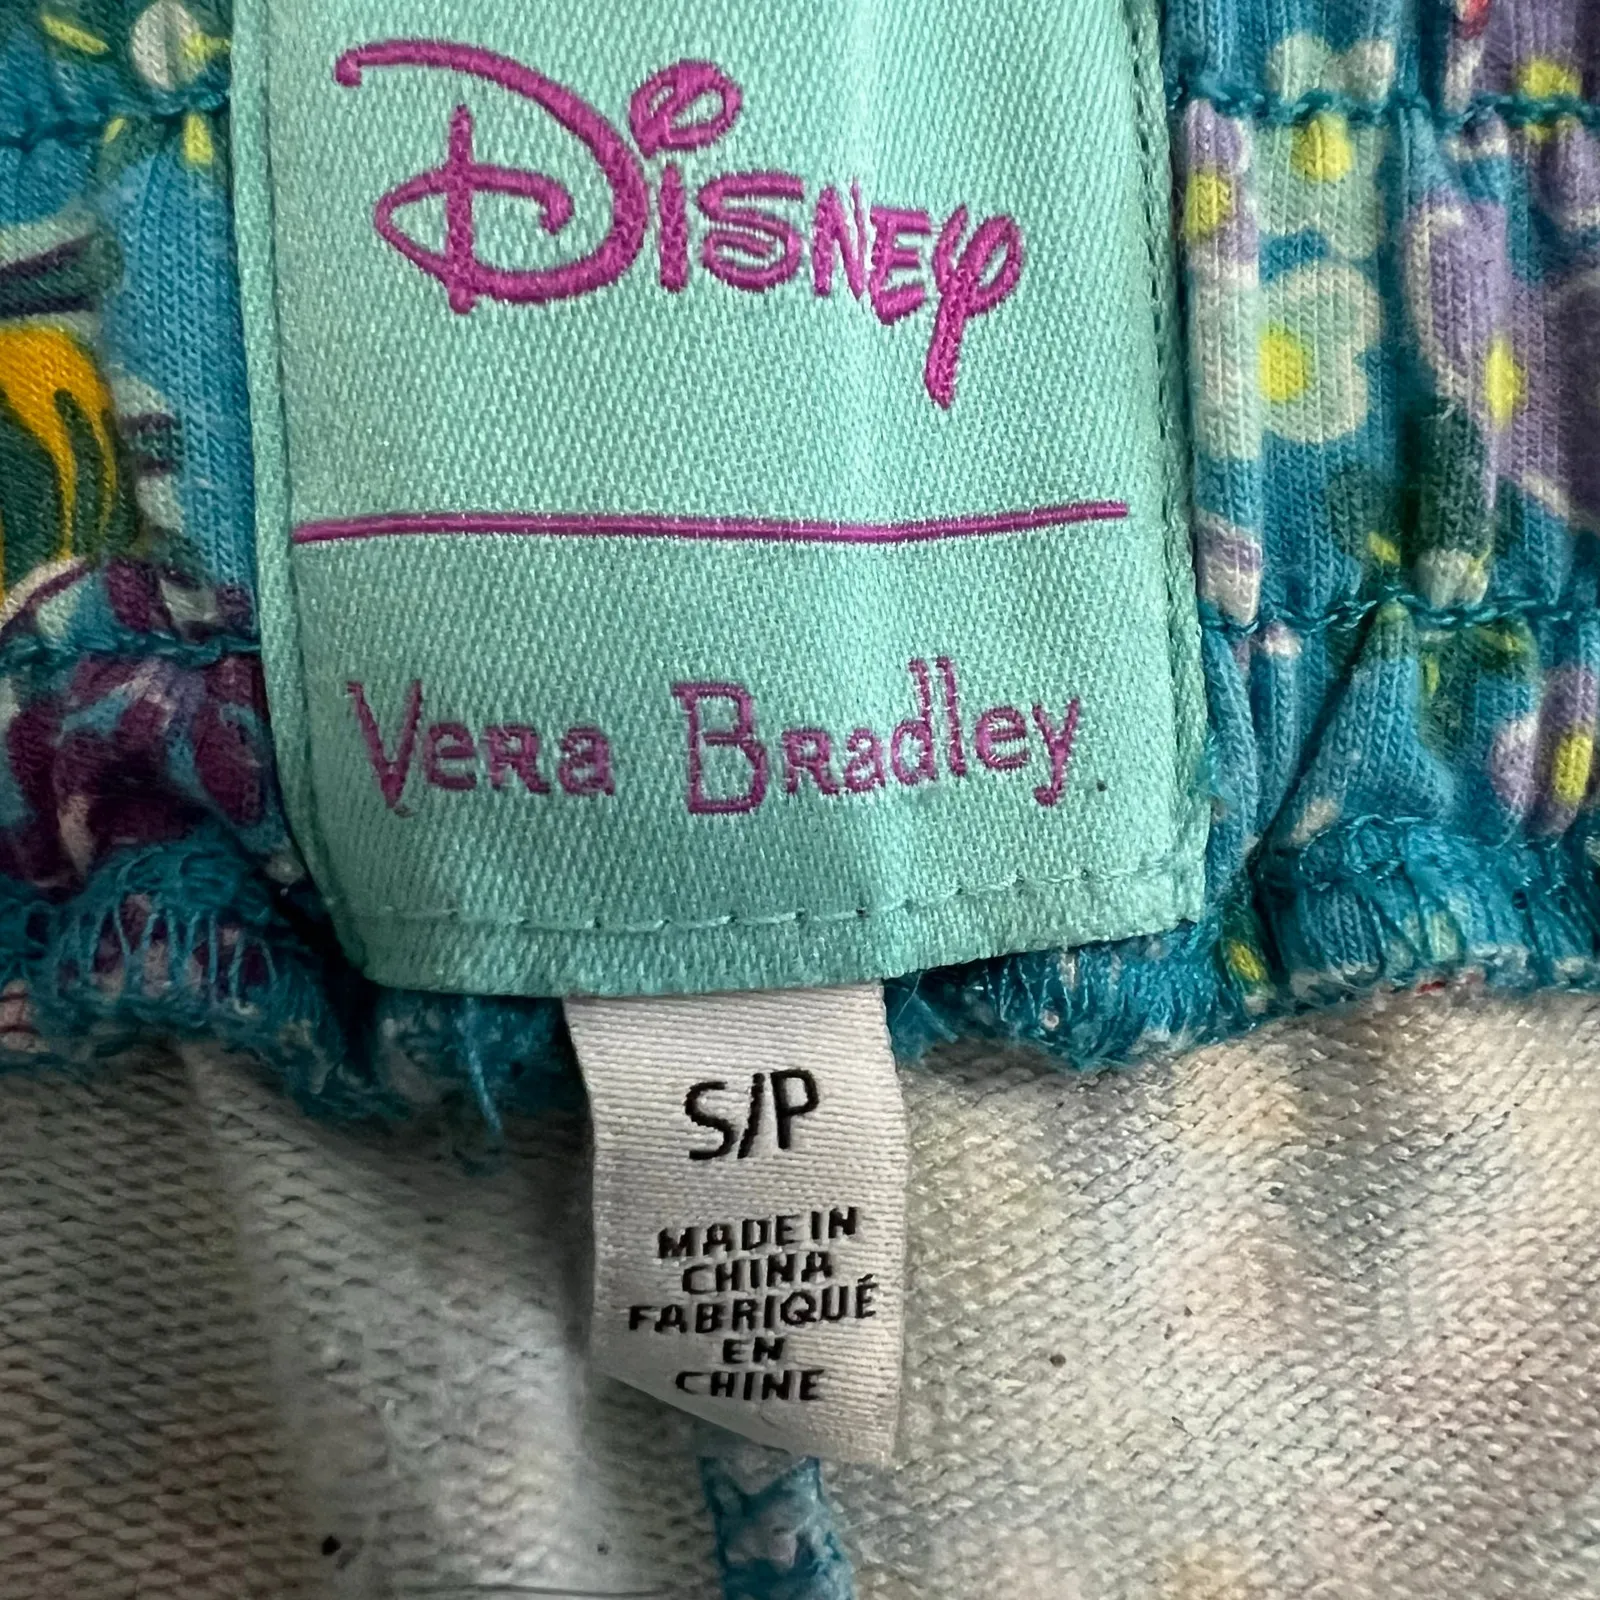 Disney
Vera Bradley
S/P
MADE IN
CHINA
FABRIQUÉ
EN
CHINE